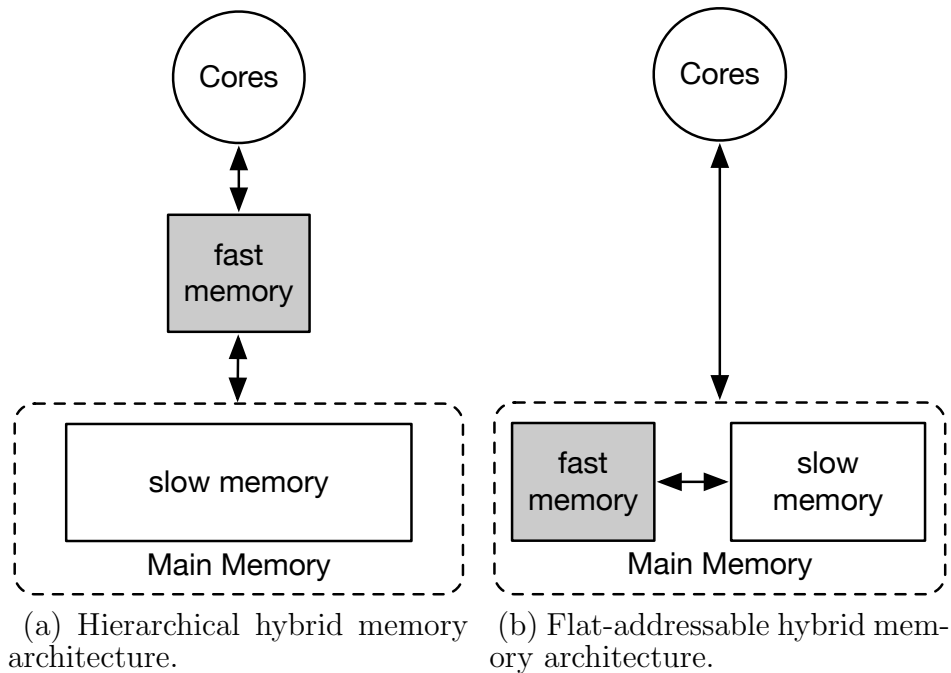 Cores
fast
memory
slow memory
Main Memory
(a) Hierarchical hybrid memory
architecture.
Cores
fast
memory
slow
memory
Main Memory
(b) Flat-addressable hybrid mem-
ory architecture.